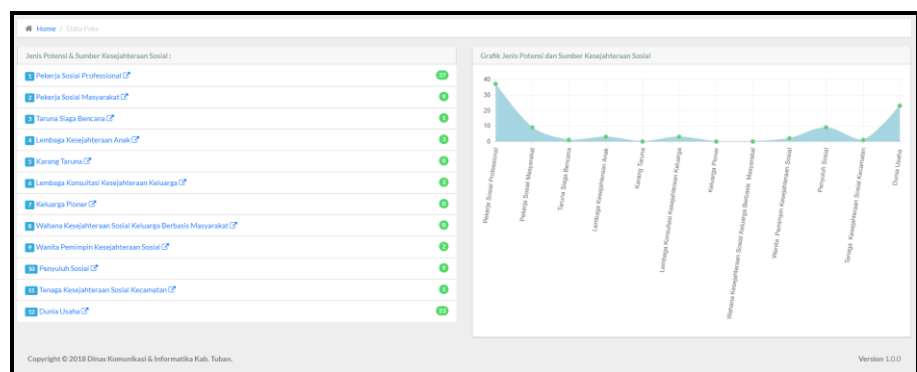 Home / Data Psks
Jenis Potensi & Sumber Kesejahteraan Sosial :
1 Pekerja Sosial Professional 37
2 Pekerja Sosial Masyarakat 9
3 Taruna Siaga Bencana 1
4 Lembaga Kesejahteraan Anak 3
5 Karang Taruna 0
6 Lembaga Konsultasi Kesejahteraan Keluarga 3
7 Keluarga Pioner 0
8 Wahana Kesejahteraan Sosial Keluarga Berbasis Masyarakat 0
9 Wanita Pemimpin Kesejahteraan Sosial 2
10 Penyuluh Sosial 9
11 Tenaga Kesejahteraan Sosial Kecamatan 1
12 Dunia Usaha 23
Grafik Jenis Potensi dan Sumber Kesejahteraan Sosial
40
30
20
10
0
Pekerja Sosial Professional
Pekerja Sosial Masyarakat
Taruna Siaga Bencana
Lembaga Kesejahteraan Anak
Karang Taruna
Lembaga Konsultasi Kesejahteraan Keluarga
Keluarga Pioner
Wahana Kesejahteraan Sosial Keluarga Berbasis Masyarakat
Wanita Pemimpin Kesejahteraan Sosial
Penyuluh Sosial
Tenaga Kesejahteraan Sosial Kecamatan
Dunia Usaha
Copyright © 2018 Dinas Komunikasi & Informatika Kab. Tuban.
Version 1.0.0